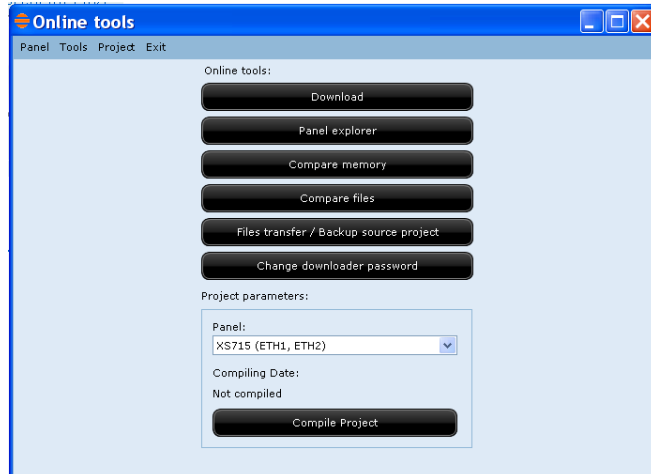 Online tools
Panel Tools Project Exit
Online tools:
Download
Panel explorer
Compare memory
Compare files
Files transfer / Backup source project
Change downloader password
Project parameters:
Panel:
XS715 (ETH1, ETH2)
Compiling Date:
Not compiled
Compile Project